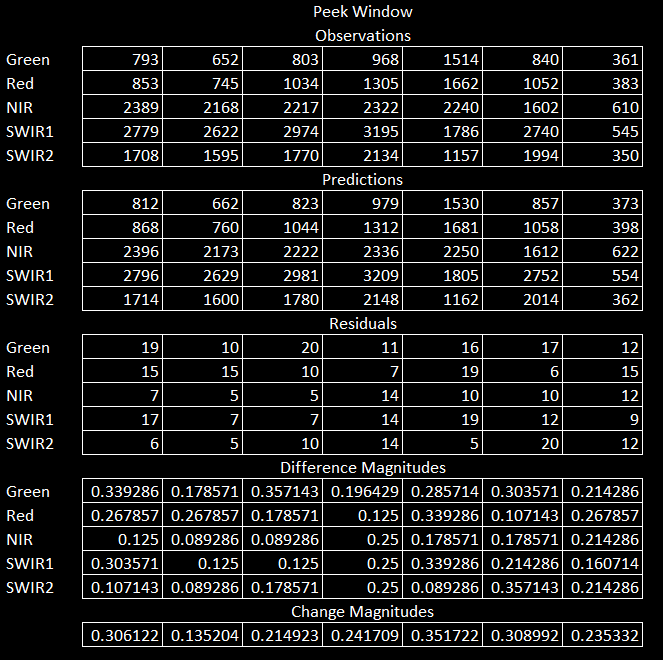 Peek Window
Observations
Green 793 652 803 968 1514 840 361
Red 853 745 1034 1305 1662 1052 383
NIR 2389 2168 2217 2322 2240 1602 610
SWIR1 2779 2622 2974 3195 1786 2740 545
SWIR2 1708 1595 1770 2134 1157 1994 350
Predictions
Green 812 662 823 979 1530 857 373
Red 868 760 1044 1312 1681 1058 398
NIR 2396 2173 2222 2336 2250 1612 622
SWIR1 2796 2629 2981 3209 1805 2752 554
SWIR2 1714 1600 1780 2148 1162 2014 362
Residuals
Green 19 10 20 11 16 17 12
Red 15 15 10 7 19 6 15
NIR 7 5 5 14 10 10 12
SWIR1 17 7 7 14 19 12 9
SWIR2 6 5 10 14 5 20 12
Difference Magnitudes
Green 0.339286 0.178571 0.357143 0.196429 0.285714 0.303571 0.214286
Red 0.267857 0.267857 0.178571 0.125 0.339286 0.107143 0.267857
NIR 0.125 0.089286 0.089286 0.25 0.178571 0.178571 0.214286
SWIR1 0.303571 0.125 0.125 0.25 0.339286 0.214286 0.160714
SWIR2 0.107143 0.089286 0.178571 0.25 0.089286 0.357143 0.214286
Change Magnitudes
0.306122 0.135204 0.214923 0.241709 0.351722 0.308992 0.235332